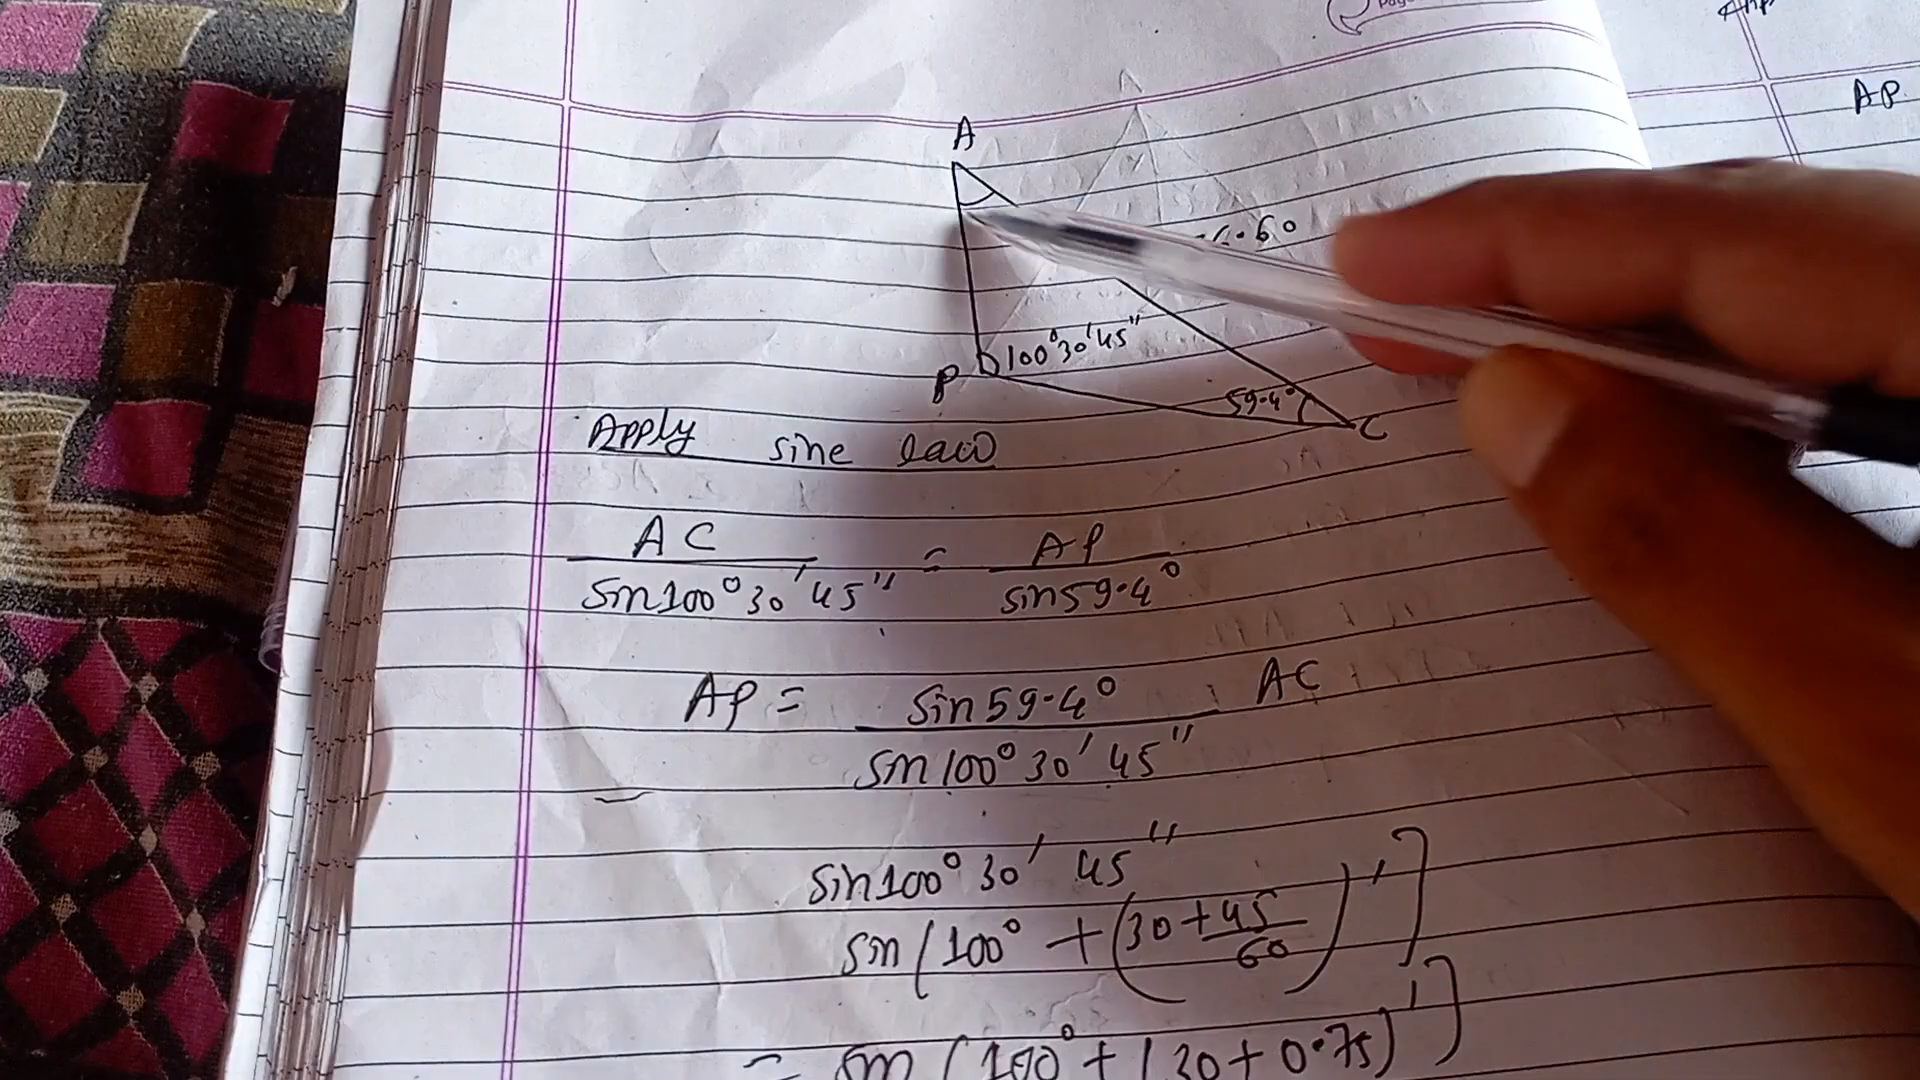 AP
A
100°30'45"
P
59.4°
C
Apply sine law
AC / sin100°30'45" = AP / sin59.4°
AP = sin59.4° / sin100°30'45" AC
sin100°30'45"
sin(100° + (30 + 45/60)')]
= sin(100° + (30 + 0.75)')]